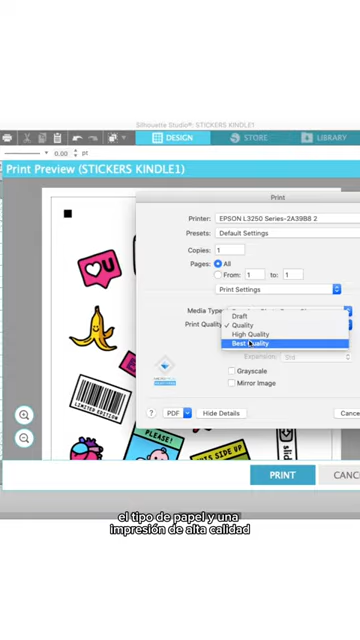 Silhouette Studio®: STICKERS KINDLE1
DESIGN
STORE
LIBRARY
0.00
pt
Print Preview (STICKERS KINDLE1)
Print
Printer: EPSON L3250 Series-2A39B8 2
Presets: Default Settings
Copies: 1
Pages: All
From: 1 to: 1
Print Settings
Media Type:
Draft
Print Quality
Quality
High Quality
Best Quality
Expansion:
Grayscale
Mirror Image
? PDF Hide Details Cance
LIMITED EDITION
PLEASE!
THIS SIDE UP
PRINT
CANC
el tipo de papel y una
impresión de alta calidad